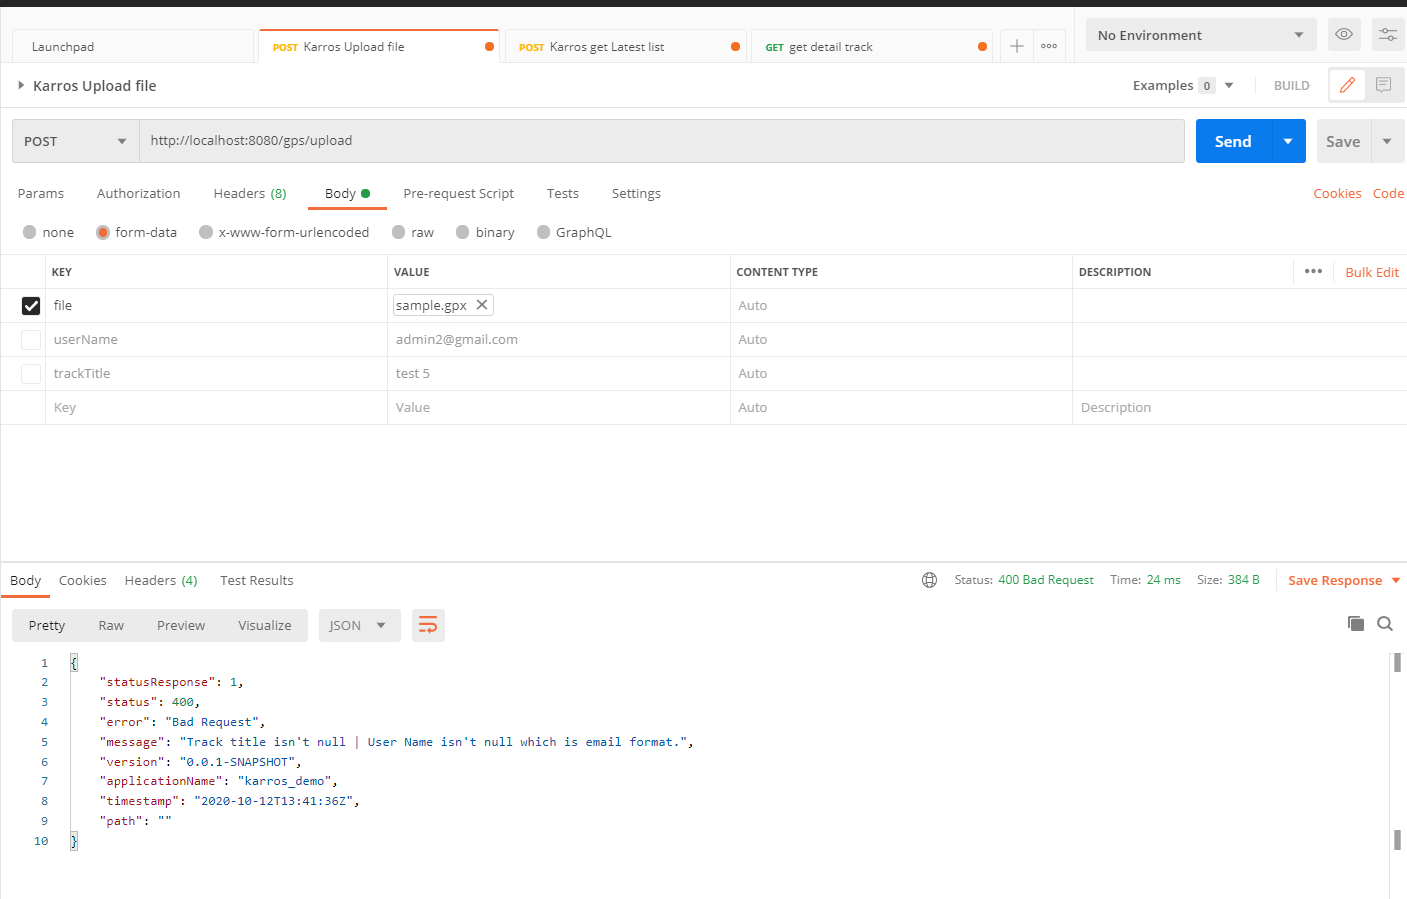 Launchpad
POST Karros Upload file
POST Karros get Latest list
GET get detail track
No Environment
Karros Upload file
Examples 0
BUILD
POST
http://localhost:8080/gps/upload
Send
Save
Params Authorization Headers (8) Body Pre-request Script Tests Settings
Cookies Code
none form-data x-www-form-urlencoded raw binary GraphQL
KEY VALUE CONTENT TYPE DESCRIPTION Bulk Edit
file sample.gpx Auto
userName admin2@gmail.com Auto
trackTitle test 5 Auto
Key Value Auto Description
Body Cookies Headers (4) Test Results
Status: 400 Bad Request Time: 24 ms Size: 384 B Save Response
Pretty Raw Preview Visualize JSON
1 {
2 "statusResponse": 1,
3 "status": 400,
4 "error": "Bad Request",
5 "message": "Track title isn't null | User Name isn't null which is email format.",
6 "version": "0.0.1-SNAPSHOT",
7 "applicationName": "karros_demo",
8 "timestamp": "2020-10-12T13:41:36Z",
9 "path": ""
10 }